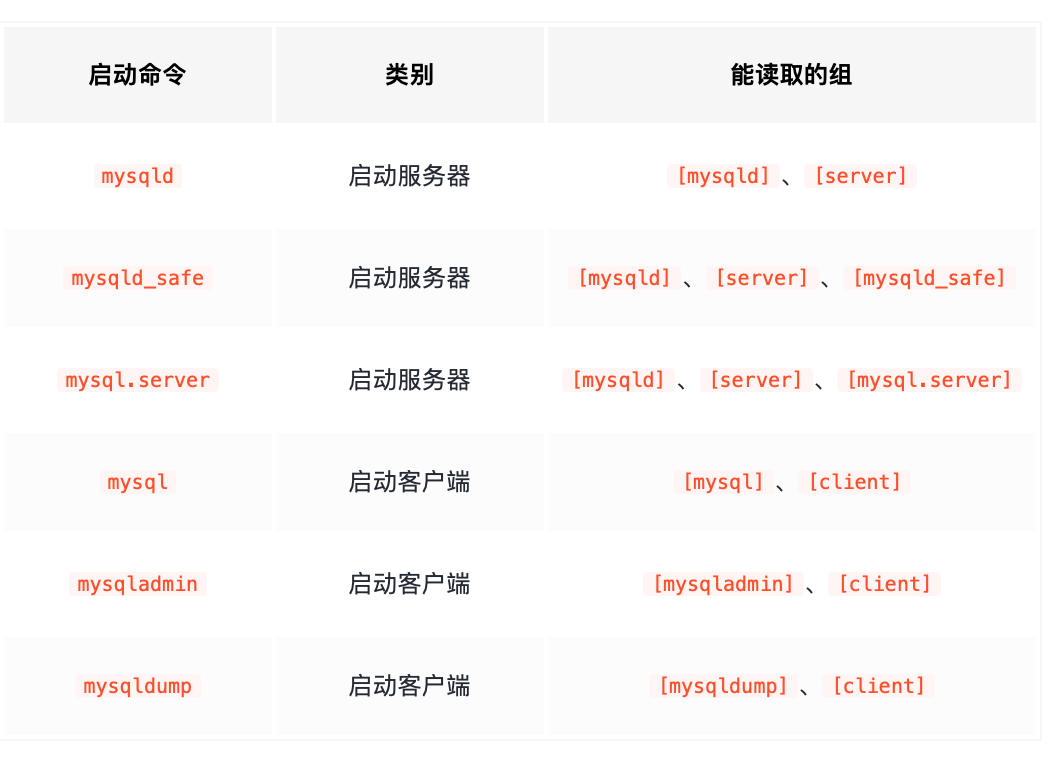 启动命令 类别 能读取的组
mysqld 启动服务器 [mysqld]、[server]
mysqld_safe 启动服务器 [mysqld]、[server]、[mysqld_safe]
mysql.server 启动服务器 [mysqld]、[server]、[mysql.server]
mysql 启动客户端 [mysql]、[client]
mysqladmin 启动客户端 [mysqladmin]、[client]
mysqldump 启动客户端 [mysqldump]、[client]